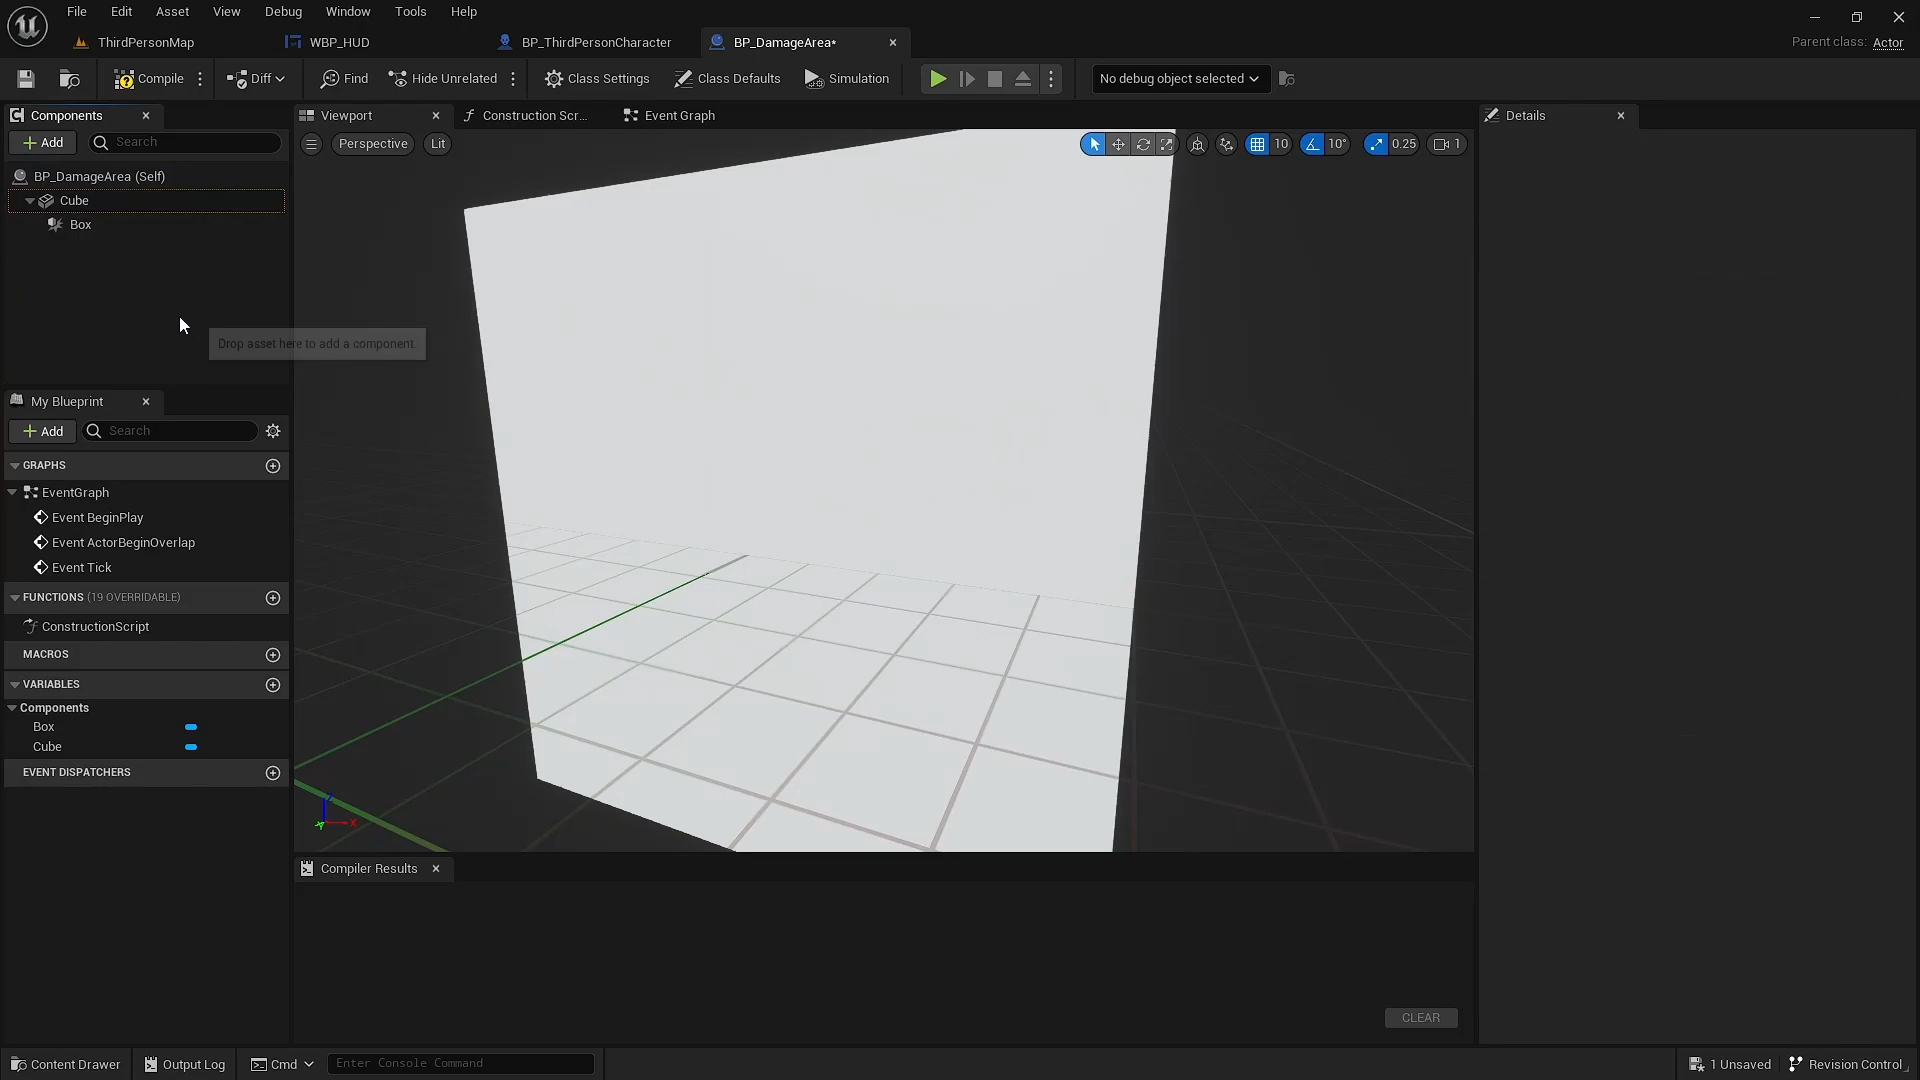 File Edit Asset View Debug Window Tools Help
ThirdPersonMap WBP_HUD BP_ThirdPersonCharacter BP_DamageArea* Parent class: Actor
Compile Diff Find Hide Unrelated Class Settings Class Defaults Simulation No debug object selected
Components Viewport Construction Scr... Event Graph Details
Add Search Perspective Lit 10 10° 0.25 1
BP_DamageArea (Self)
Cube
Box
Drop asset here to add a component.
My Blueprint
Add Search
GRAPHS
EventGraph
Event BeginPlay
Event ActorBeginOverlap
Event Tick
FUNCTIONS (19 OVERRIDABLE)
ConstructionScript
MACROS
VARIABLES
Components
Box
Cube
EVENT DISPATCHERS
Z
X
Y
Compiler Results
CLEAR
Content Drawer Output Log Cmd Enter Console Command 1 Unsaved Revision Control